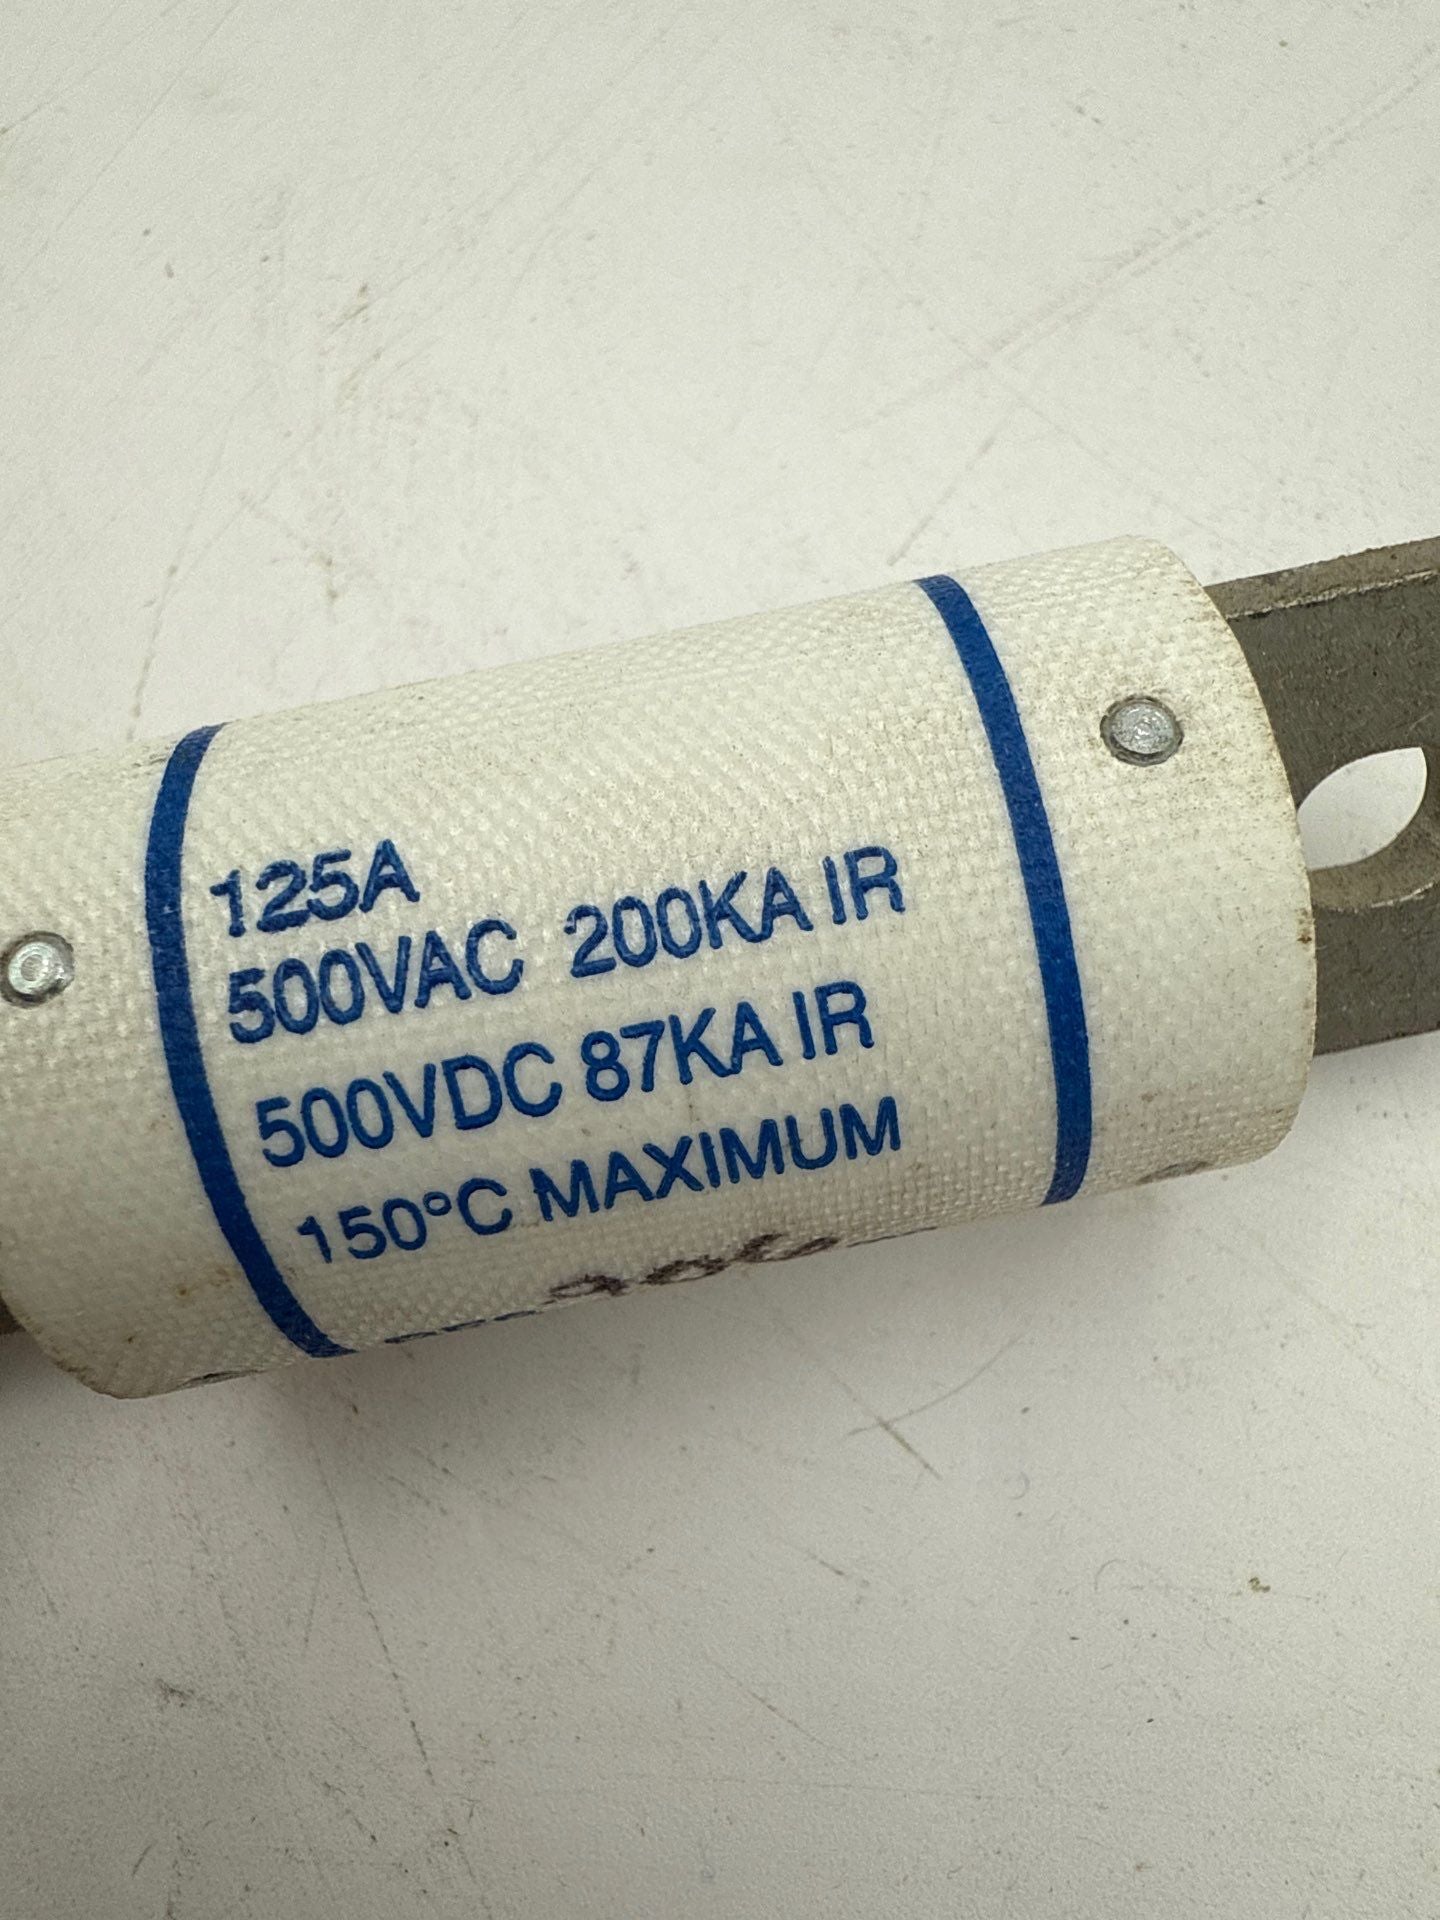 125A
500VAC 200KA IR
500VDC 87KA IR
150°C MAXIMUM